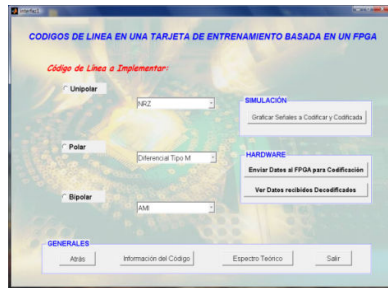 interfaz1
CODIGOS DE LINEA EN UNA TARJETA DE ENTRENAMIENTO BASADA EN UN FPGA
Código de Línea a Implementar:
Unipolar
NRZ
SIMULACIÓN
Graficar Señales a Codificar y Codificada
Polar
Diferencial Tipo M
HARDWARE
Enviar Datos al FPGA para Codificación
Ver Datos recibidos Decodificados
Bipolar
AMI
GENERALES
Atrás
Información del Código
Espectro Teórico
Salir